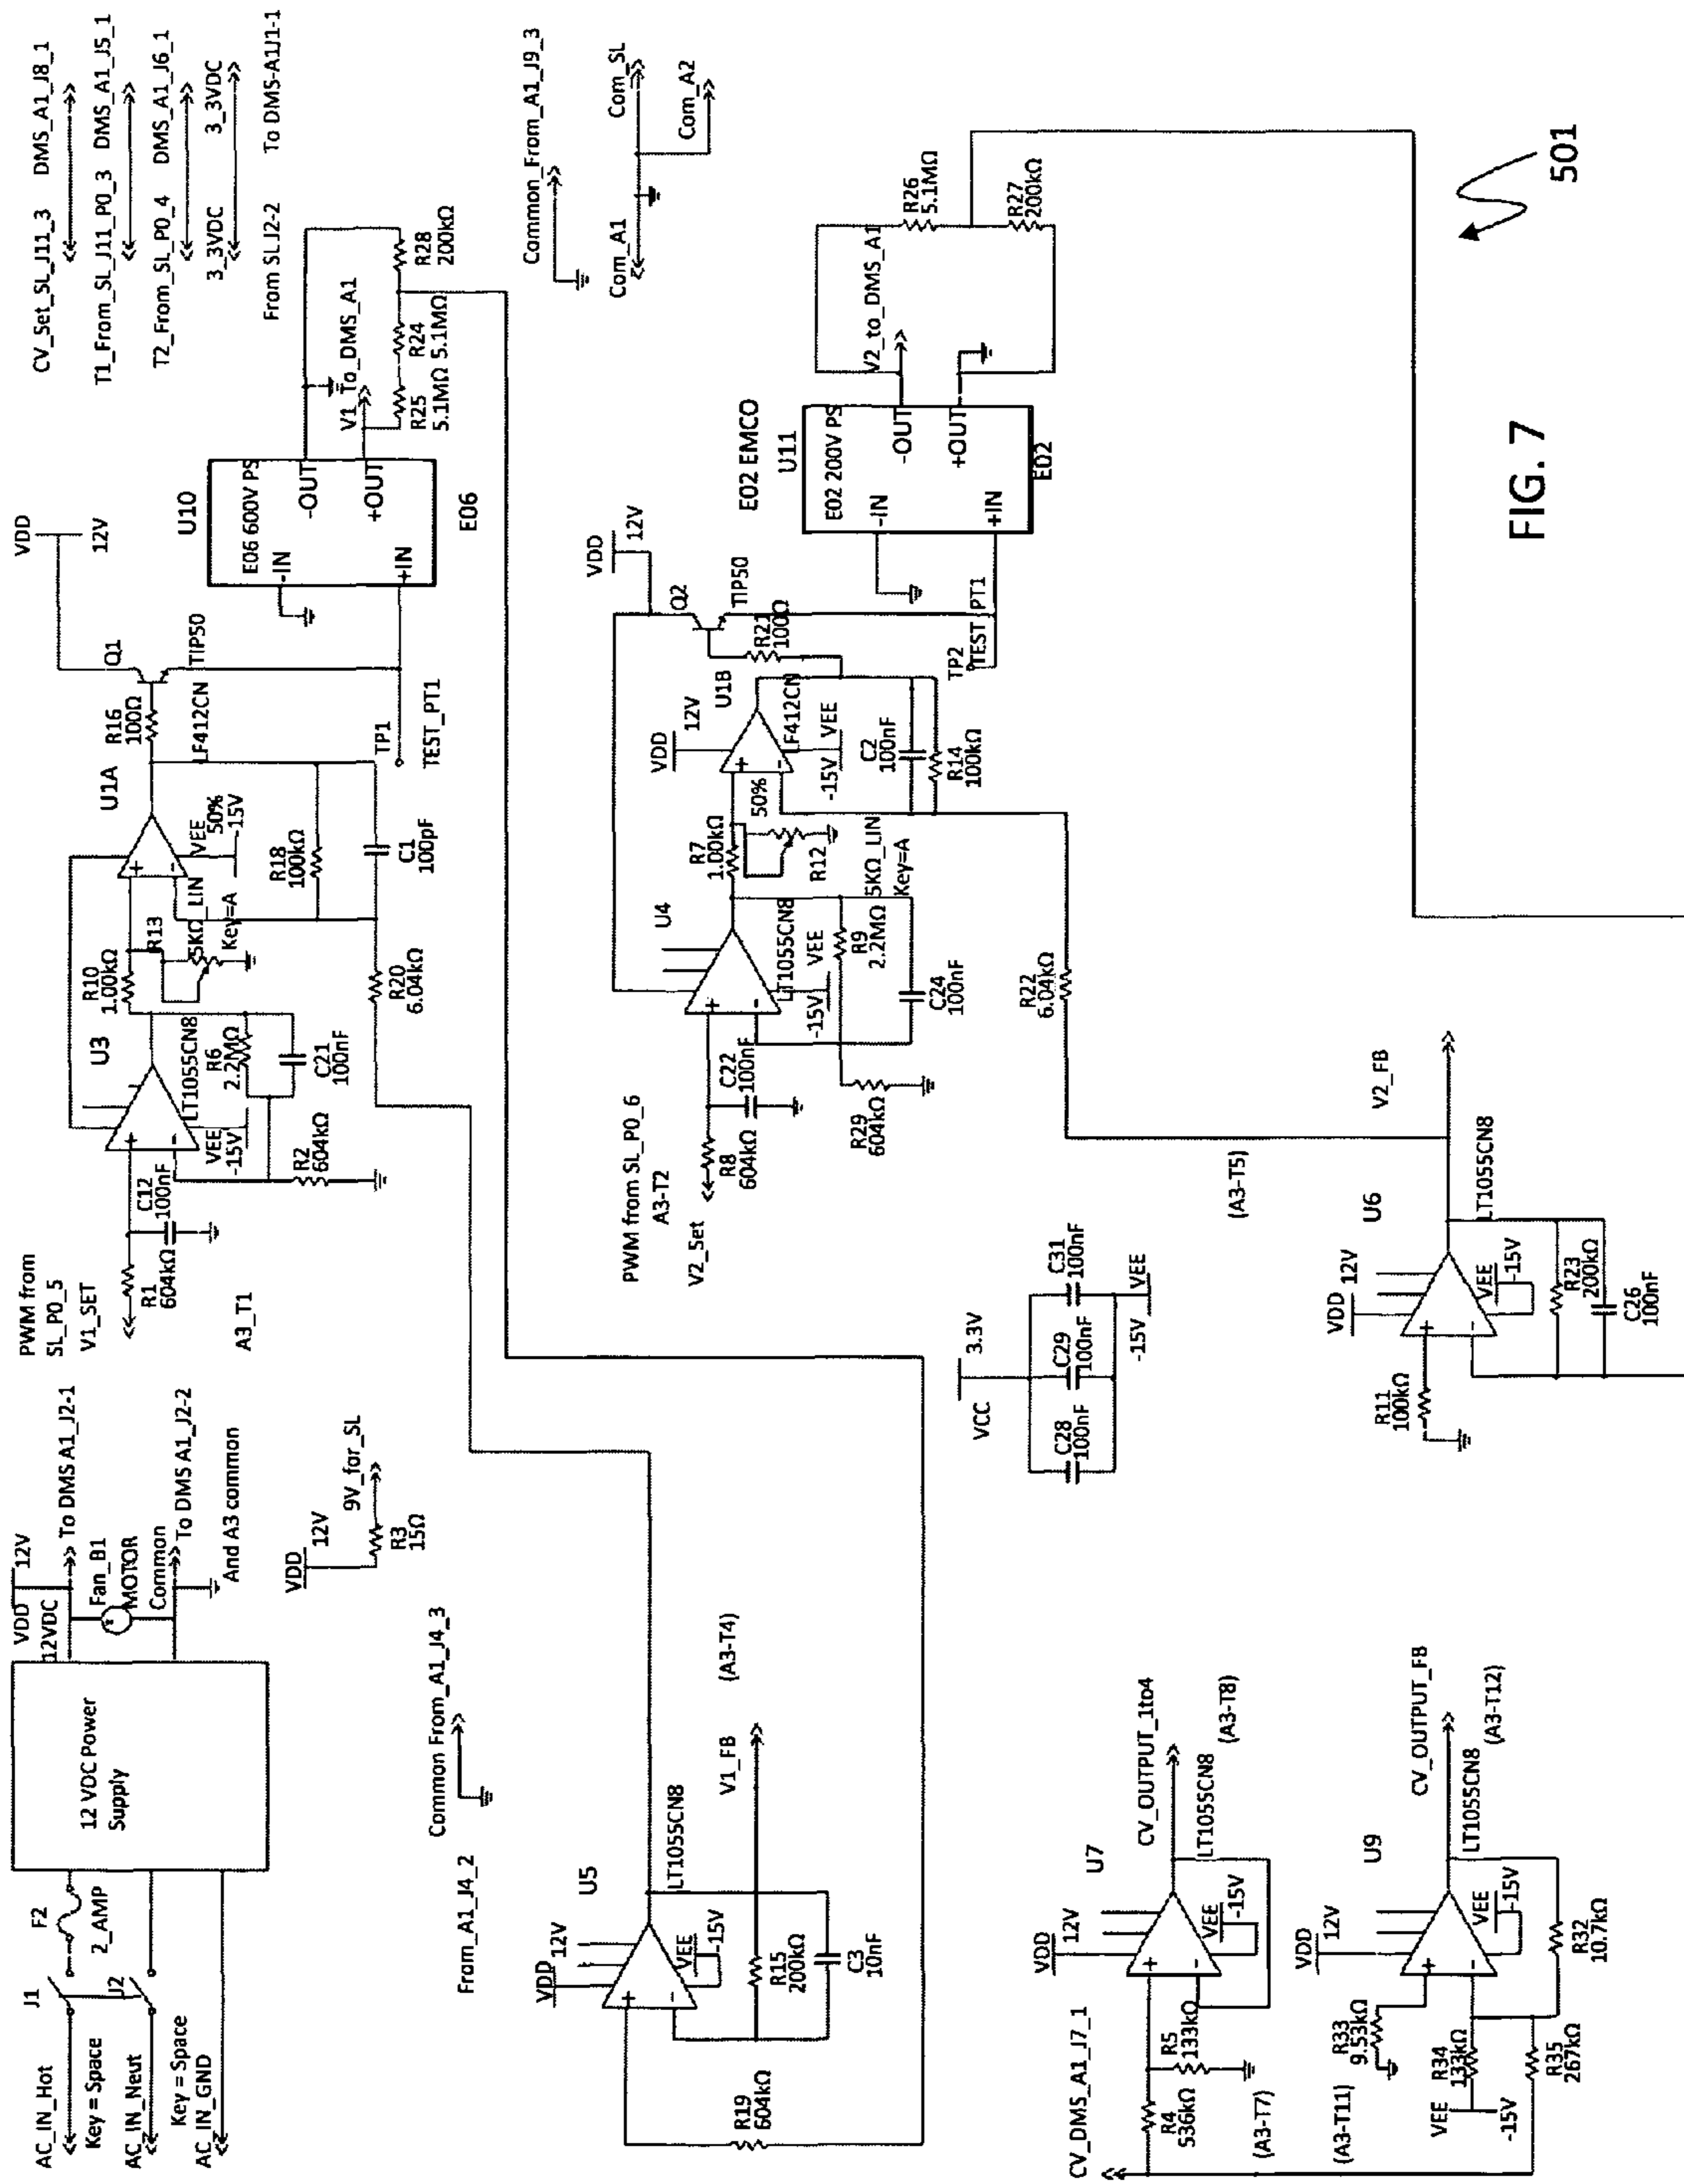 CV_Set_SL_J11_3 DMS_A1_J8_1
T1_From_SL_J11_P0_3 DMS_A1_J5_1
T2_From_SL_P0_4 DMS_A1_J6_1
3_3VDC 3_3VDC
From SLJ2-2 To DMS-A1J1-1
Common_From_A1_J9_3
Com_A1 Com_SL
Com_A2
VDD
12V
U10
E06 600V PS
-IN
-OUT
+OUT
+IN
E06
V1_To_DMS_A1
R25
5.1MΩ
R24
5.1MΩ
R28
200kΩ
Q1
TIP50
R16
100Ω
U1A
LF412CN
VEE
50%
-15V
R18
100kΩ
C1
100pF
TP1
TEST_PT1
R10
1.00kΩ
R13
5KΩ_LIN
Key=A
R20
6.04kΩ
U3
LT1055CN8
VEE
-15V
R6
2.2MΩ
C21
100nF
R2
604kΩ
C12
100nF
R1
604kΩ
PWM from
SL_P0_5
V1_SET
A3_T1
E02 EMCO
U11
E02 200V PS
-IN
-OUT
+OUT
+IN
E02
V2_to_DMS_A1
R26
5.1MΩ
R27
200kΩ
VDD
12V
Q2
TIP50
R21
100Ω
TP2
TEST_PT1
U1B
LF412CN
VDD
12V
VEE
-15V
50%
C2
100nF
R14
100kΩ
R7
1.00kΩ
R12
5KΩ_LIN
Key=A
U4
LT1055CN8
VEE
-15V
R9
2.2MΩ
C24
100nF
C22
100nF
R8
604kΩ
R29
604kΩ
PWM from SL_P0_6
A3-T2
V2_Set
R22
6.04kΩ
V2_FB
(A3-T5)
U6
LT1055CN8
VDD
12V
VEE
-15V
R23
200kΩ
C26
100nF
R11
100kΩ
VCC
3.3V
C28
100nF
C29
100nF
C31
100nF
-15V
VEE
12 VDC Power
Supply
VDD
12V
12VDC
To DMS A1_J2-1
Fan_B1
MOTOR
Common
To DMS A1_J2-2
And A3 common
F2
2_AMP
J1
J2
AC_IN_Hot
Key = Space
AC_IN_Neut
Key = Space
AC_IN_GND
VDD
12V
9V_for_SL
R3
15Ω
Common From_A1_J4_3
From_A1_J4_2
U5
LT1055CN8
VDD
12V
VEE
-15V
R15
200kΩ
C3
10nF
V1_FB
(A3-T4)
R19
604kΩ
U7
LT1055CN8
VDD
12V
VEE
-15V
CV_OUTPUT_1to4
(A3-T8)
CV_DMS_A1_J7_1
R4
536kΩ
R5
133kΩ
(A3-T7)
U9
LT1055CN8
VDD
12V
VEE
-15V
CV_OUTPUT_FB
(A3-T12)
R33
9.53kΩ
R34
133kΩ
R32
10.7kΩ
R35
267kΩ
(A3-T11)
VEE
-15V
501
FIG. 7